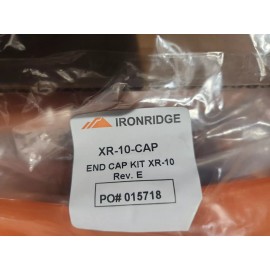 IRONRIDGE
XR-10-CAP
END CAP KIT XR-10
Rev. E
PO# 015718